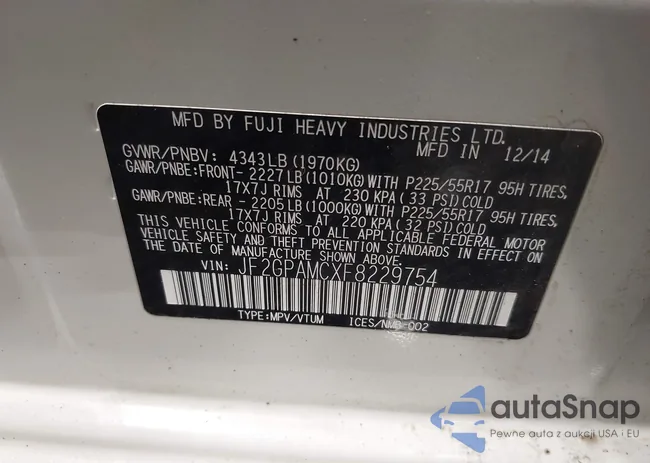 MFD BY FUJI HEAVY INDUSTRIES LTD.
MFD IN 12/14
GVWR/PNBV: 4343LB (1970KG)
GAWR/PNBE: FRONT- 2227LB (1010KG) WITH P225/55R17 95H TIRES,
17X7J RIMS AT 230 KPA (33 PSI) COLD
GAWR/PNBE: REAR - 2205LB (1000KG) WITH P225/55R17 95H TIRES,
17X7J RIMS AT 220 KPA (32 PSI) COLD
THIS VEHICLE CONFORMS TO ALL APPLICABLE FEDERAL MOTOR
VEHICLE SAFETY AND THEFT PREVENTION STANDARDS IN EFFECT ON
THE DATE OF MANUFACTURE SHOWN ABOVE.
VIN: JF2GPAMCXF8229754
TYPE:MPV/VTUM ICES/NMB-002
autoSnap
Pewne auta z aukcji USA i EU